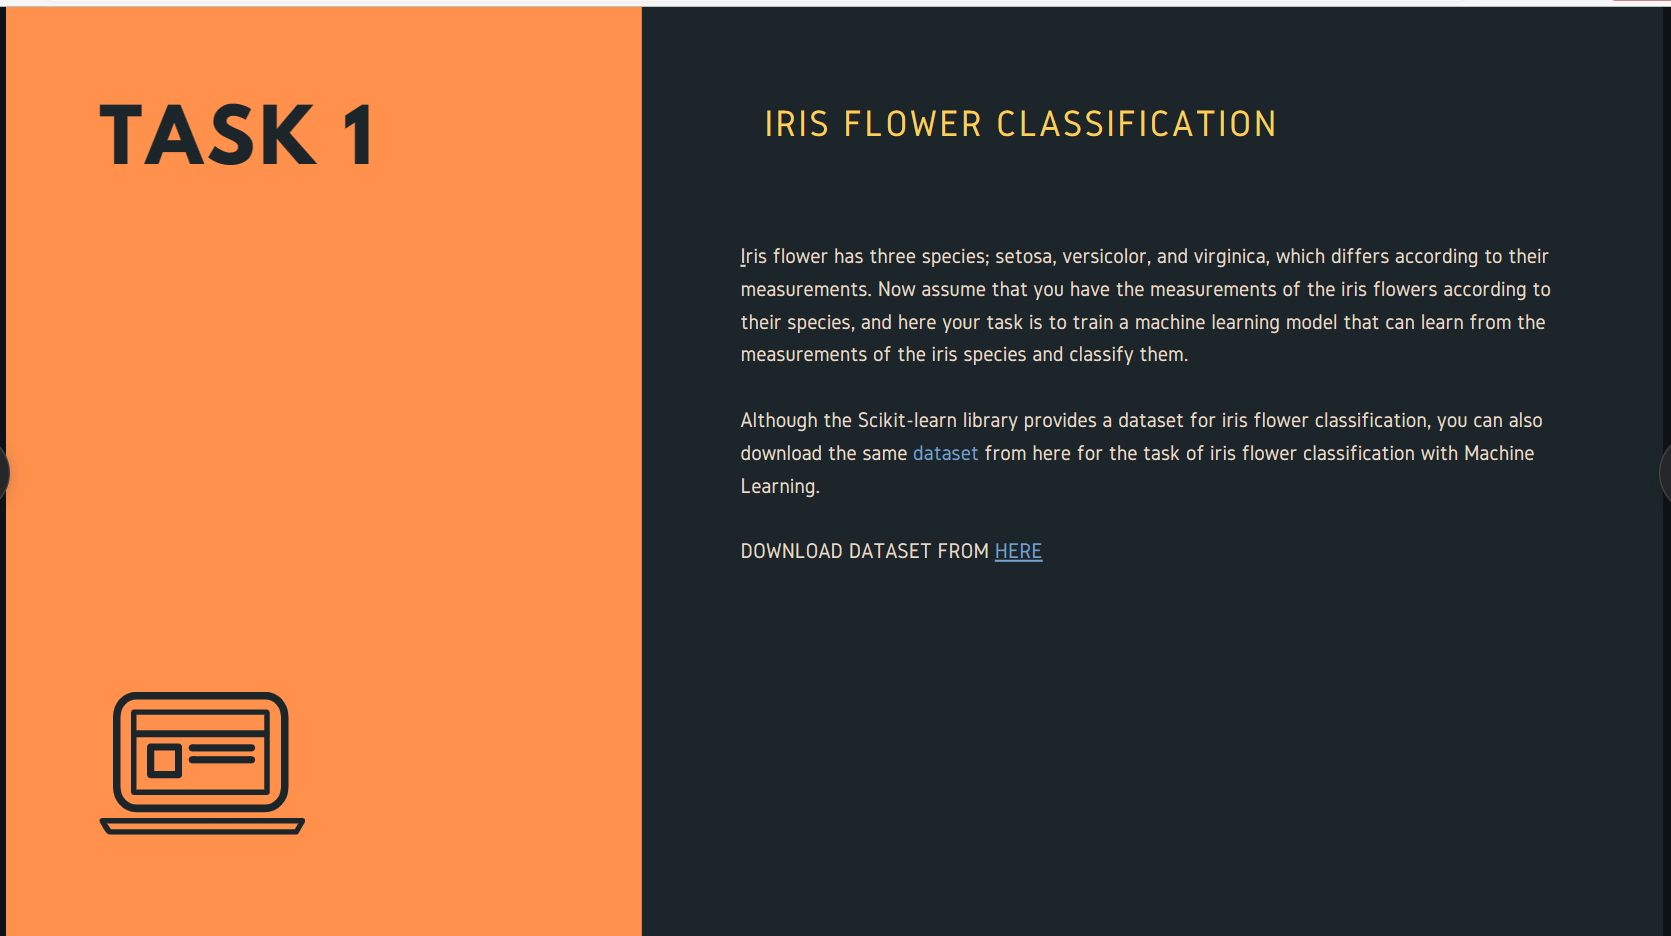 TASK 1
IRIS FLOWER CLASSIFICATION
Iris flower has three species; setosa, versicolor, and virginica, which differs according to their
measurements. Now assume that you have the measurements of the iris flowers according to
their species, and here your task is to train a machine learning model that can learn from the
measurements of the iris species and classify them.
Although the Scikit-learn library provides a dataset for iris flower classification, you can also
download the same dataset from here for the task of iris flower classification with Machine
Learning.
DOWNLOAD DATASET FROM HERE